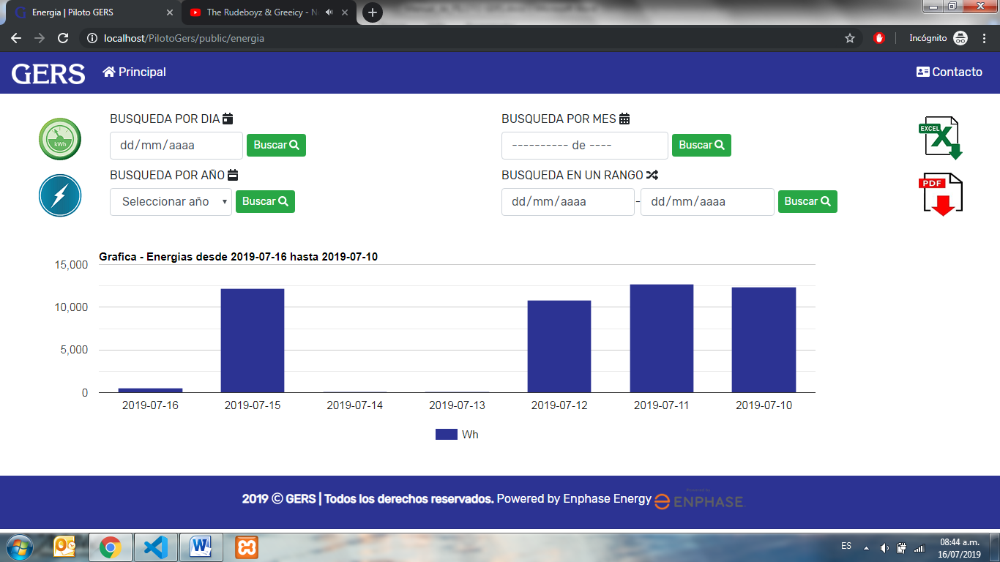 Energia | Piloto GERS
The Rudeboyz & Greeicy - N
localhost/PilotoGers/public/energia
Incógnito
GERS
Principal
Contacto
BUSQUEDA POR DIA
dd/mm/aaaa
Buscar
BUSQUEDA POR MES
---------- de ----
Buscar
kWh
EXCEL
X
BUSQUEDA POR AÑO
Seleccionar año
Buscar
BUSQUEDA EN UN RANGO
dd/mm/aaaa - dd/mm/aaaa
Buscar
PDF
Grafica - Energias desde 2019-07-16 hasta 2019-07-10
15,000
10,000
5,000
0
2019-07-16 2019-07-15 2019-07-14 2019-07-13 2019-07-12 2019-07-11 2019-07-10
Wh
2019 © GERS | Todos los derechos reservados. Powered by Enphase Energy
Powered by
ENPHASE
ES
08:44 a.m.
16/07/2019